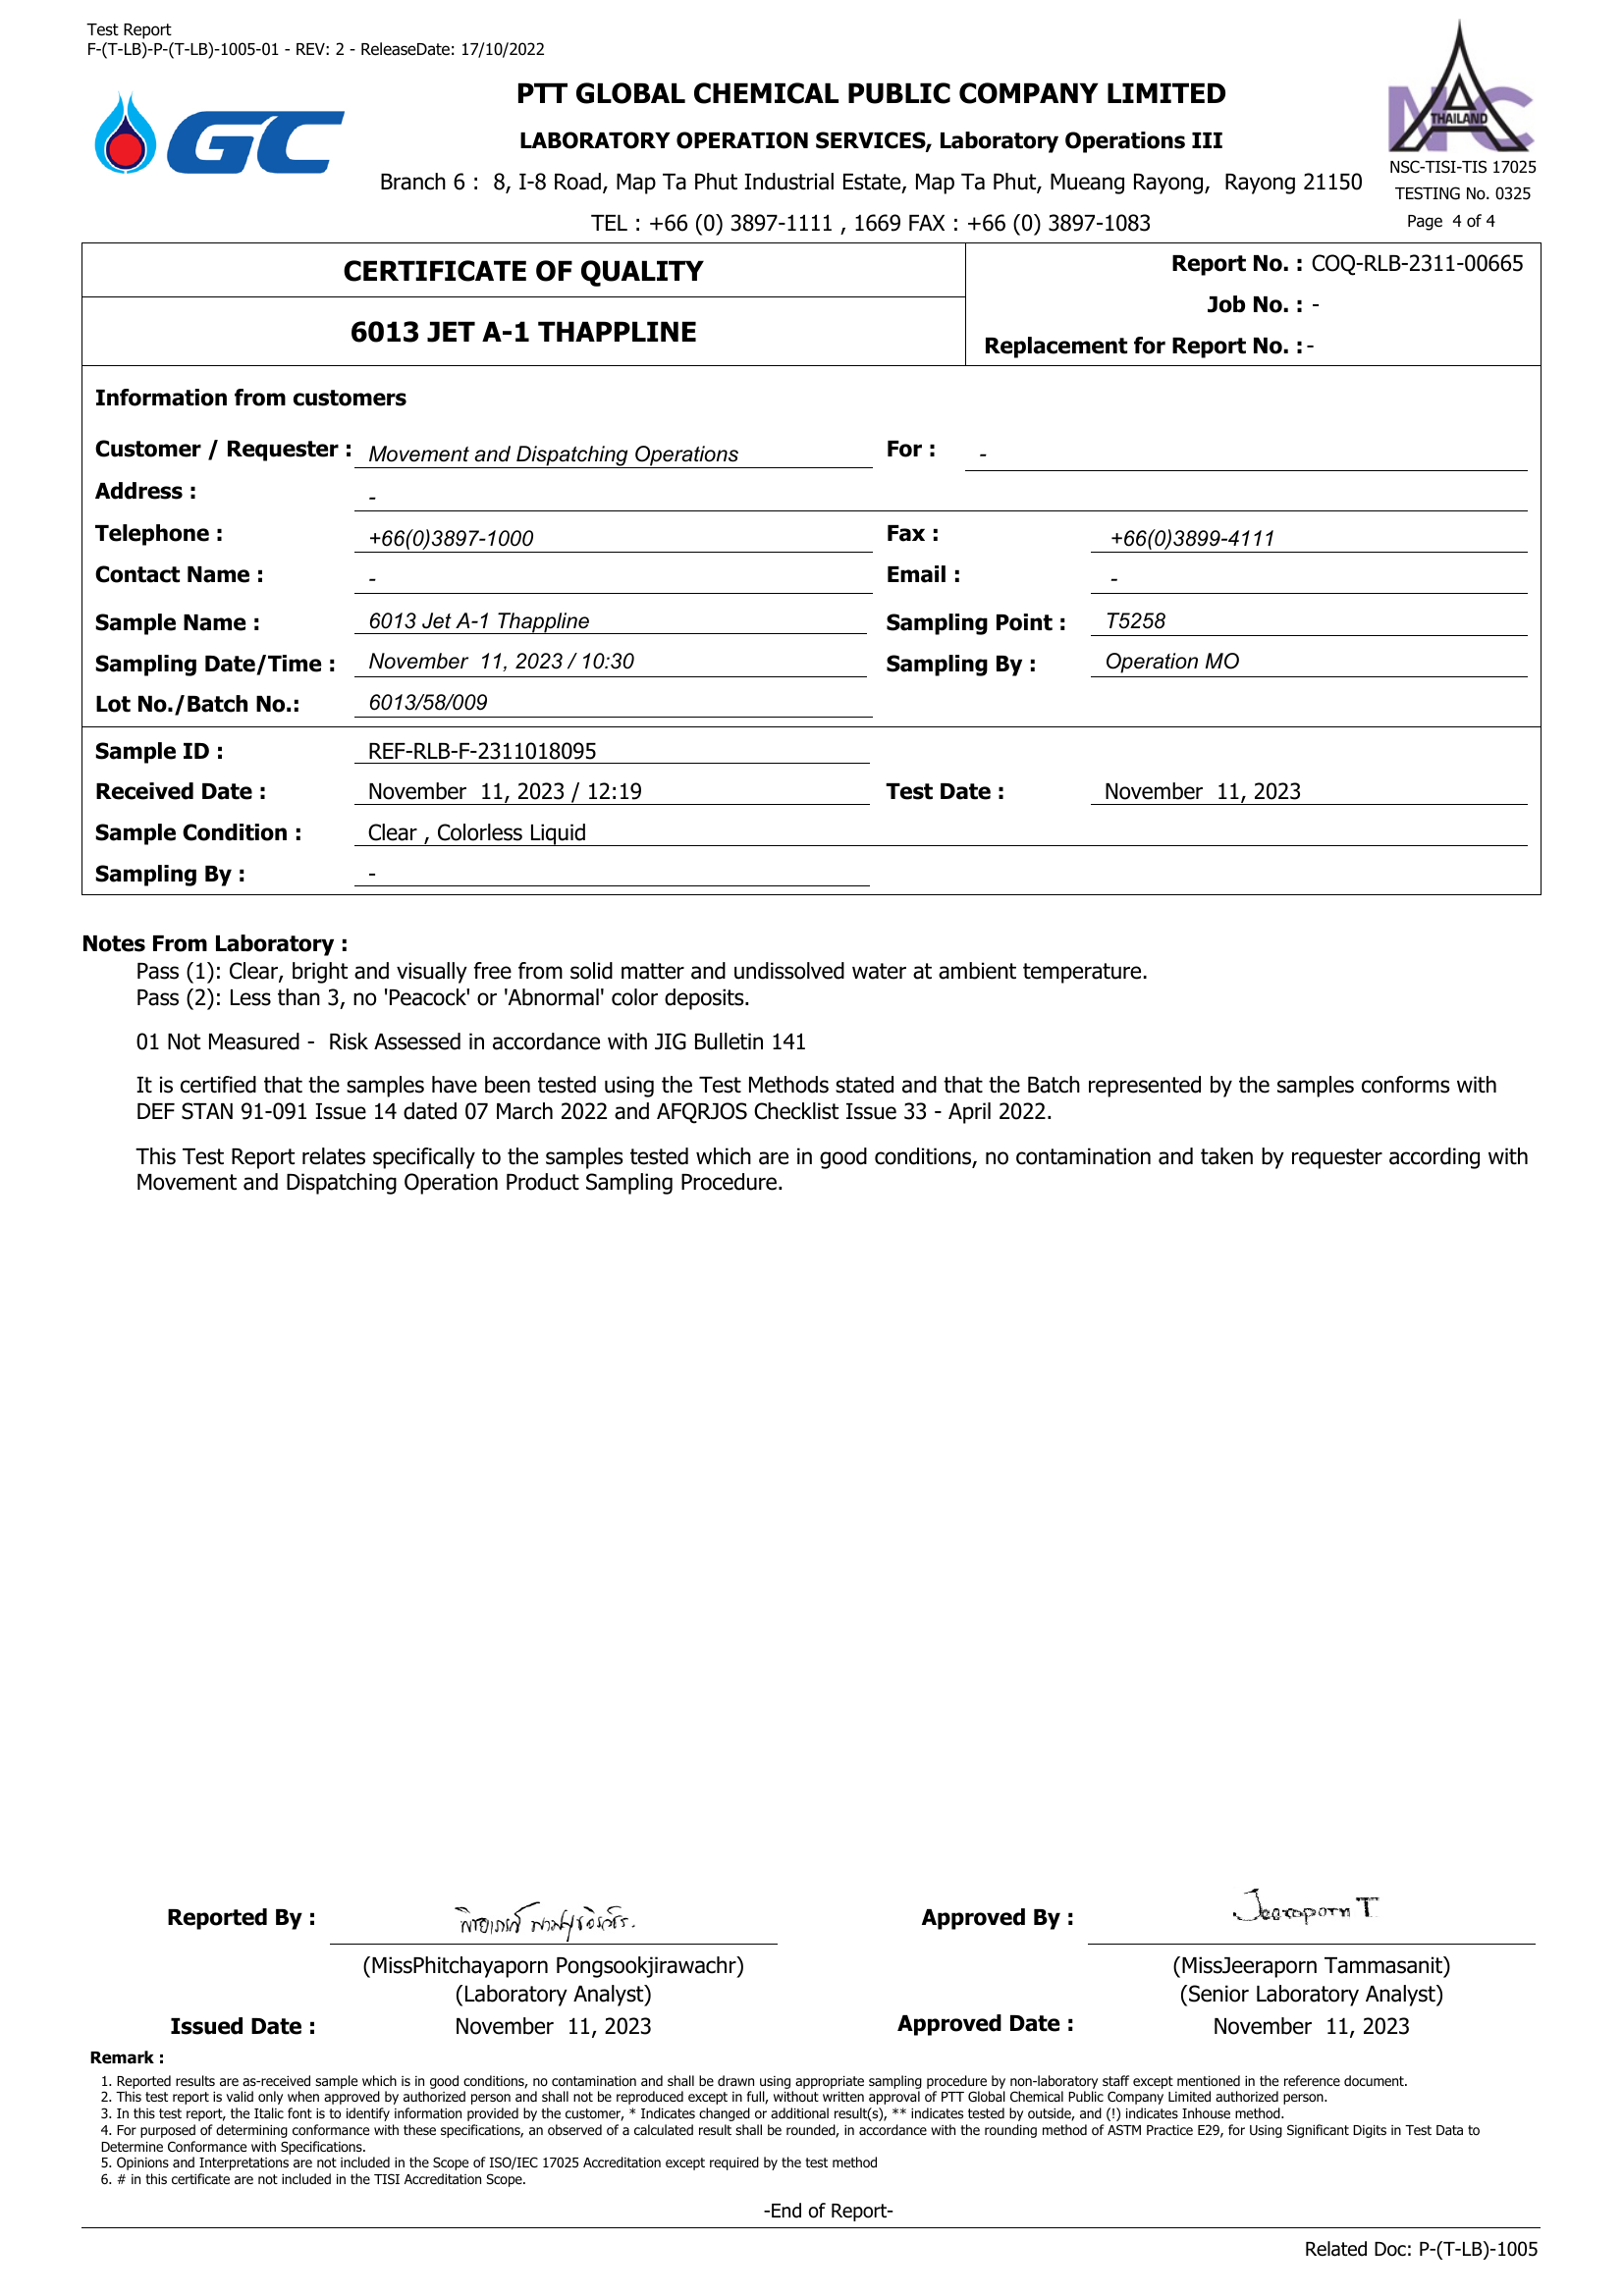 Test Report
F-(T-LB)-P-(T-LB)-1005-01 - REV: 2 - ReleaseDate: 17/10/2022
GC
PTT GLOBAL CHEMICAL PUBLIC COMPANY LIMITED
LABORATORY OPERATION SERVICES, Laboratory Operations III
Branch 6 : 8, I-8 Road, Map Ta Phut Industrial Estate, Map Ta Phut, Mueang Rayong, Rayong 21150
TEL : +66 (0) 3897-1111 , 1669 FAX : +66 (0) 3897-1083
NAC
THAILAND
NSC-TISI-TIS 17025
TESTING No. 0325
Page 4 of 4
CERTIFICATE OF QUALITY
6013 JET A-1 THAPPLINE
Report No. : COQ-RLB-2311-00665
Job No. : -
Replacement for Report No. : -
Information from customers
Customer / Requester : Movement and Dispatching Operations For : -
Address : -
Telephone : +66(0)3897-1000 Fax : +66(0)3899-4111
Contact Name : - Email : -
Sample Name : 6013 Jet A-1 Thappline Sampling Point : T5258
Sampling Date/Time : November 11, 2023 / 10:30 Sampling By : Operation MO
Lot No./Batch No.: 6013/58/009
Sample ID : REF-RLB-F-2311018095
Received Date : November 11, 2023 / 12:19 Test Date : November 11, 2023
Sample Condition : Clear , Colorless Liquid
Sampling By : -
Notes From Laboratory :
Pass (1): Clear, bright and visually free from solid matter and undissolved water at ambient temperature.
Pass (2): Less than 3, no 'Peacock' or 'Abnormal' color deposits.
01 Not Measured - Risk Assessed in accordance with JIG Bulletin 141
It is certified that the samples have been tested using the Test Methods stated and that the Batch represented by the samples conforms with
DEF STAN 91-091 Issue 14 dated 07 March 2022 and AFQRJOS Checklist Issue 33 - April 2022.
This Test Report relates specifically to the samples tested which are in good conditions, no contamination and taken by requester according with
Movement and Dispatching Operation Product Sampling Procedure.
Reported By : Approved By : Jeeraporn T.
(MissPhitchayaporn Pongsookjirawachr) (MissJeeraporn Tammasanit)
(Laboratory Analyst) (Senior Laboratory Analyst)
Issued Date : November 11, 2023 Approved Date : November 11, 2023
Remark :
1. Reported results are as-received sample which is in good conditions, no contamination and shall be drawn using appropriate sampling procedure by non-laboratory staff except mentioned in the reference document.
2. This test report is valid only when approved by authorized person and shall not be reproduced except in full, without written approval of PTT Global Chemical Public Company Limited authorized person.
3. In this test report, the Italic font is to identify information provided by the customer, * Indicates changed or additional result(s), ** indicates tested by outside, and (!) indicates Inhouse method.
4. For purposed of determining conformance with these specifications, an observed of a calculated result shall be rounded, in accordance with the rounding method of ASTM Practice E29, for Using Significant Digits in Test Data to
Determine Conformance with Specifications.
5. Opinions and Interpretations are not included in the Scope of ISO/IEC 17025 Accreditation except required by the test method
6. # in this certificate are not included in the TISI Accreditation Scope.
-End of Report-
Related Doc: P-(T-LB)-1005